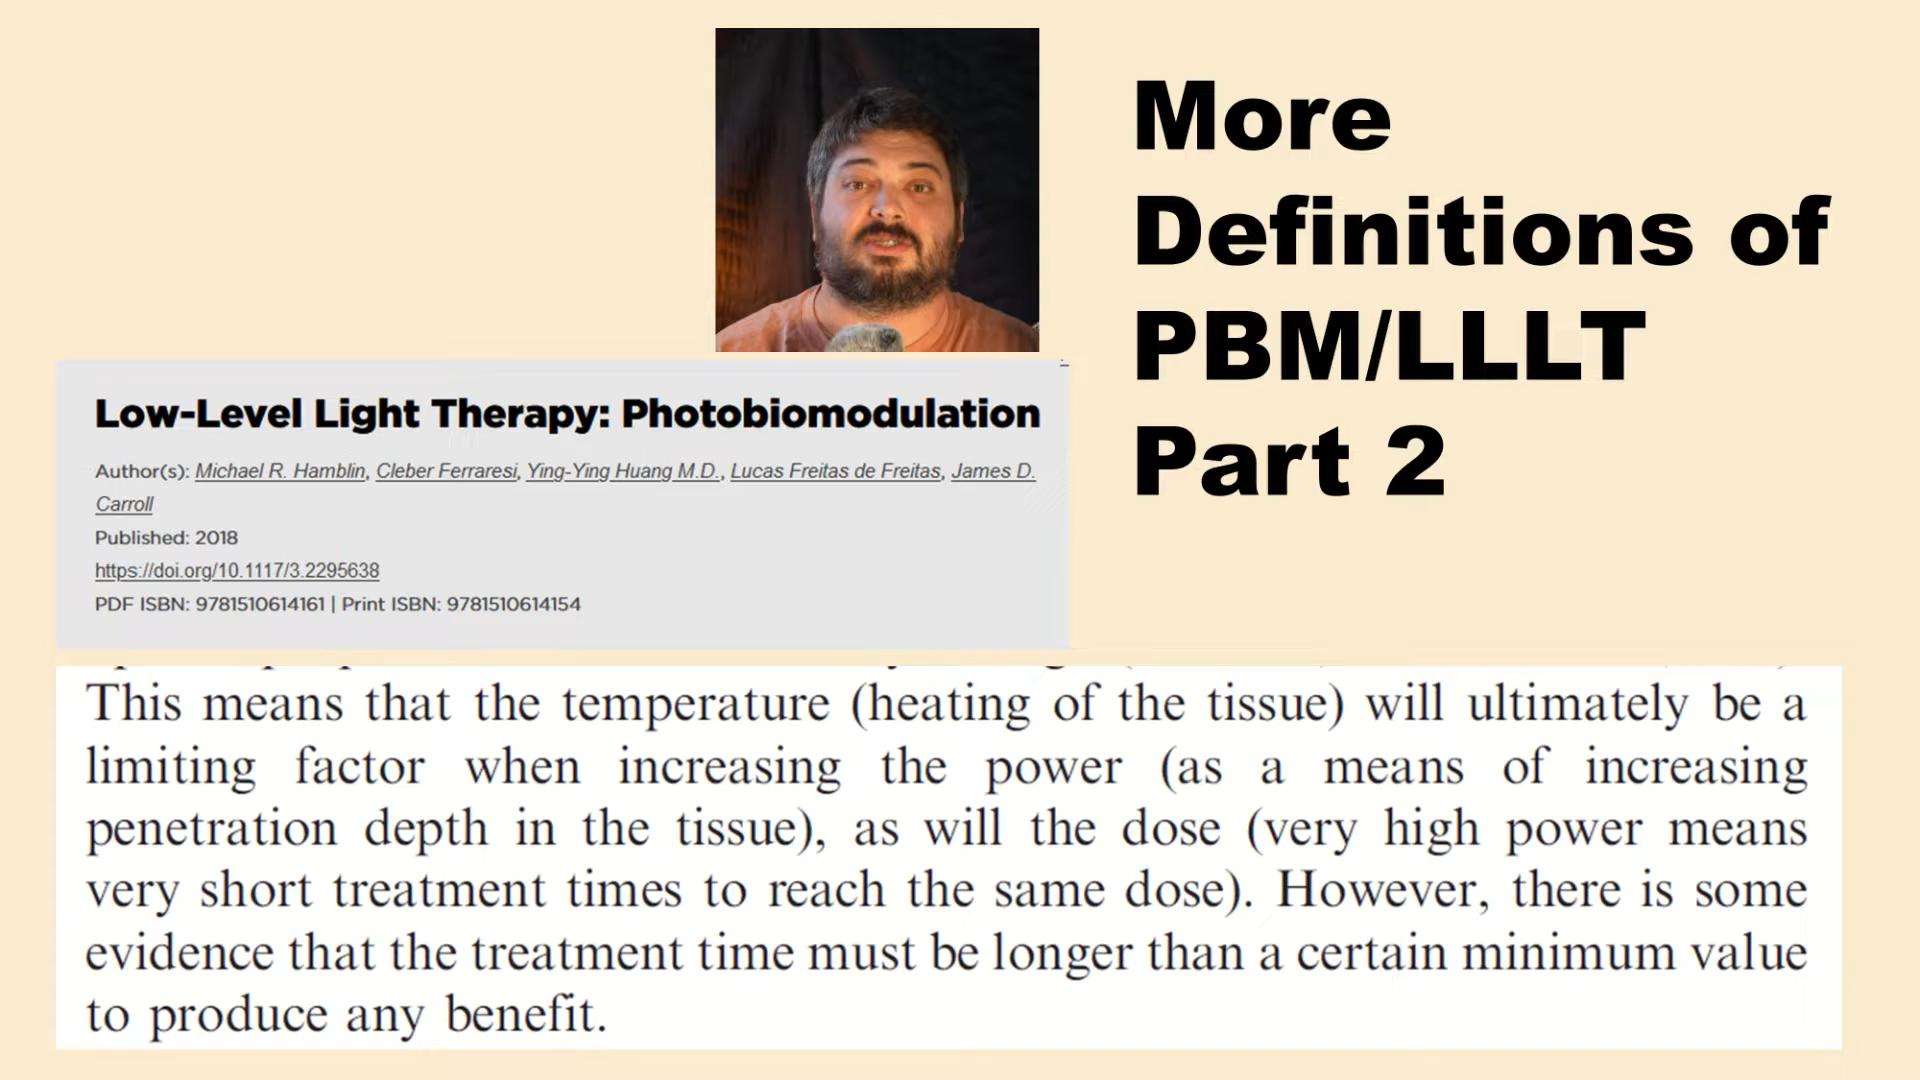 More
Definitions of
PBM/LLLT
Part 2
Low-Level Light Therapy: Photobiomodulation
Author(s): Michael R. Hamblin, Cleber Ferraresi, Ying-Ying Huang M.D., Lucas Freitas de Freitas, James D.
Carroll
Published: 2018
https://doi.org/10.1117/3.2295638
PDF ISBN: 9781510614161 | Print ISBN: 9781510614154
This means that the temperature (heating of the tissue) will ultimately be a
limiting factor when increasing the power (as a means of increasing
penetration depth in the tissue), as will the dose (very high power means
very short treatment times to reach the same dose). However, there is some
evidence that the treatment time must be longer than a certain minimum value
to produce any benefit.